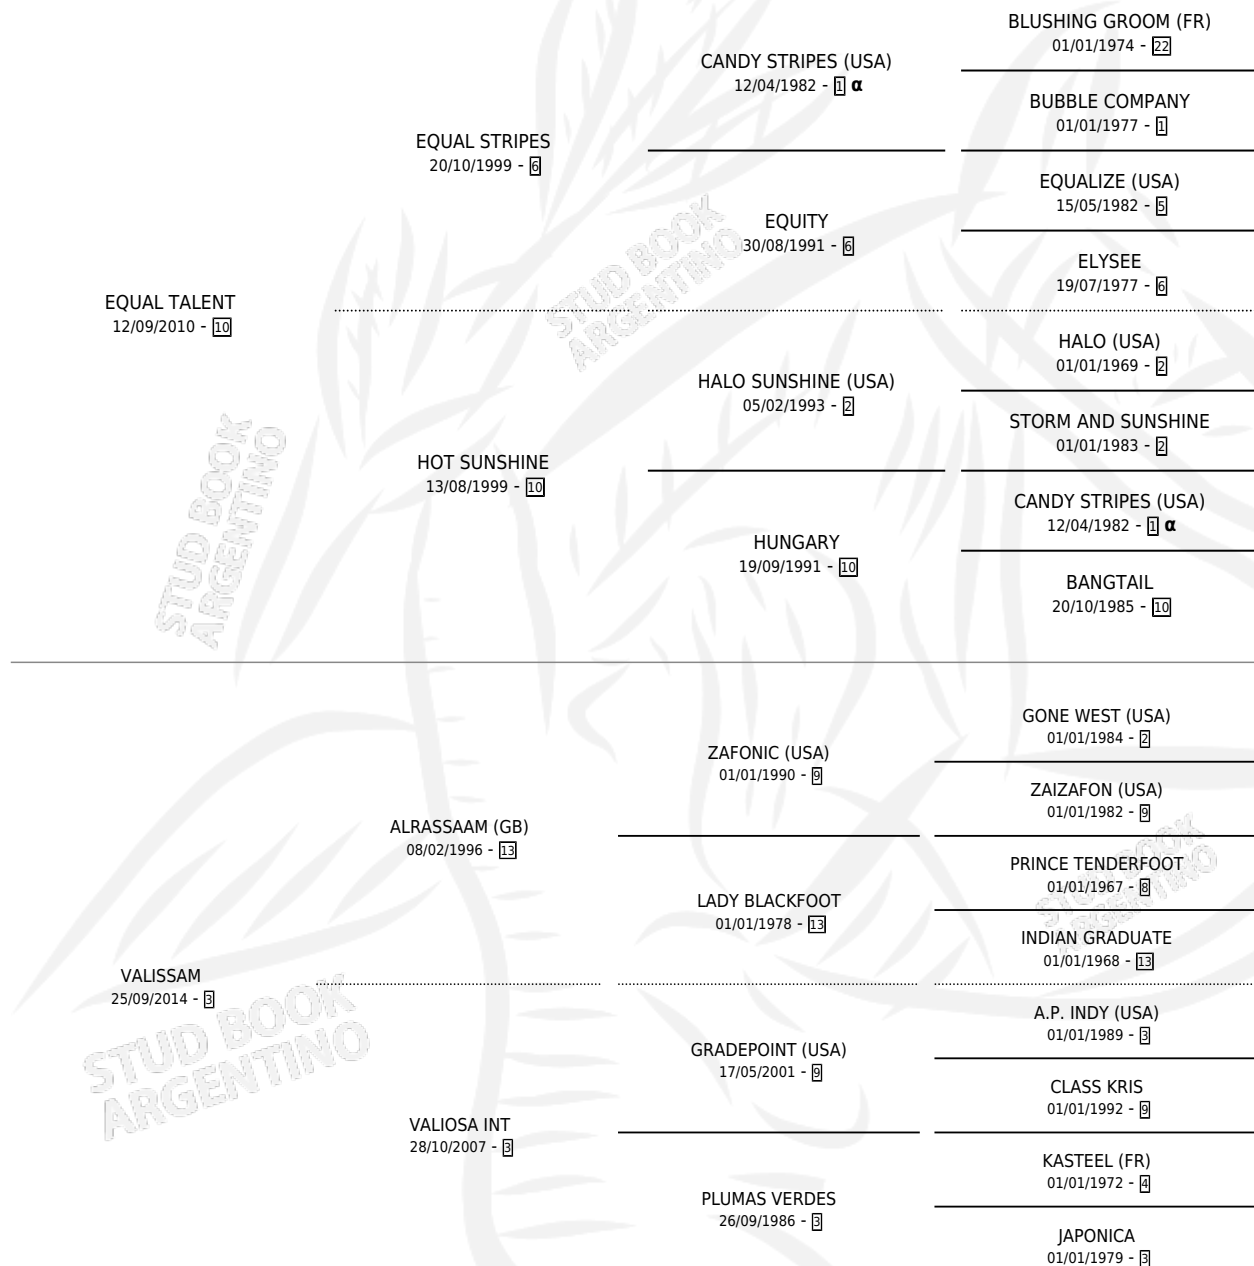 BLUSHING GROOM (FR)
01/01/1974 - 22
CANDY STRIPES (USA)
12/04/1982 - 1 α
BUBBLE COMPANY
01/01/1977 - 1
EQUAL STRIPES
20/10/1999 - 6
EQUALIZE (USA)
15/05/1982 - 5
EQUITY
30/08/1991 - 6
ELYSEE
19/07/1977 - 6
EQUAL TALENT
12/09/2010 - 10
HALO (USA)
01/01/1969 - 2
HALO SUNSHINE (USA)
05/02/1993 - 2
STORM AND SUNSHINE
01/01/1983 - 2
HOT SUNSHINE
13/08/1999 - 10
CANDY STRIPES (USA)
12/04/1982 - 1 α
HUNGARY
19/09/1991 - 10
BANGTAIL
20/10/1985 - 10
STUD BOOK
ARGENTINO
STUD BOOK
ARGENTINO
GONE WEST (USA)
01/01/1984 - 2
ZAFONIC (USA)
01/01/1990 - 9
ZAIZAFON (USA)
01/01/1982 - 9
ALRASSAAM (GB)
08/02/1996 - 13
PRINCE TENDERFOOT
01/01/1967 - 8
LADY BLACKFOOT
01/01/1978 - 13
INDIAN GRADUATE
01/01/1968 - 13
VALISSAM
25/09/2014 - 3
A.P. INDY (USA)
01/01/1989 - 3
GRADEPOINT (USA)
17/05/2001 - 9
CLASS KRIS
01/01/1992 - 9
VALIOSA INT
28/10/2007 - 3
KASTEEL (FR)
01/01/1972 - 4
PLUMAS VERDES
26/09/1986 - 3
JAPONICA
01/01/1979 - 3
STUD BOOK
ARGENTINO
STUD BOOK
ARGENTINO